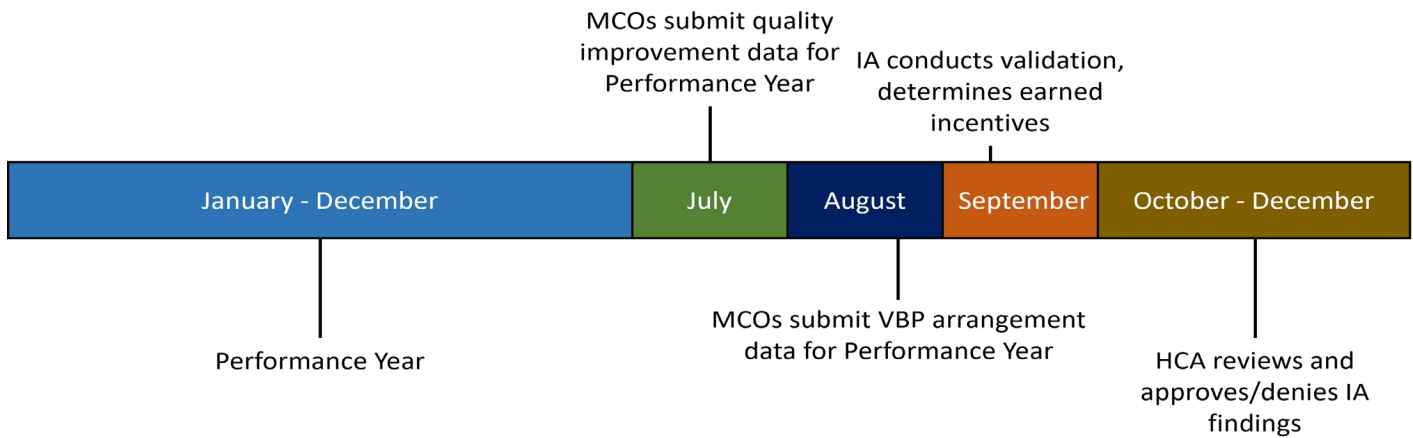 MCOs submit quality
improvement data for
Performance Year
IA conducts validation,
determines earned
incentives
January - December
July
August
September
October - December
Performance Year
MCOs submit VBP arrangement
data for Performance Year
HCA reviews and
approves/denies IA
findings